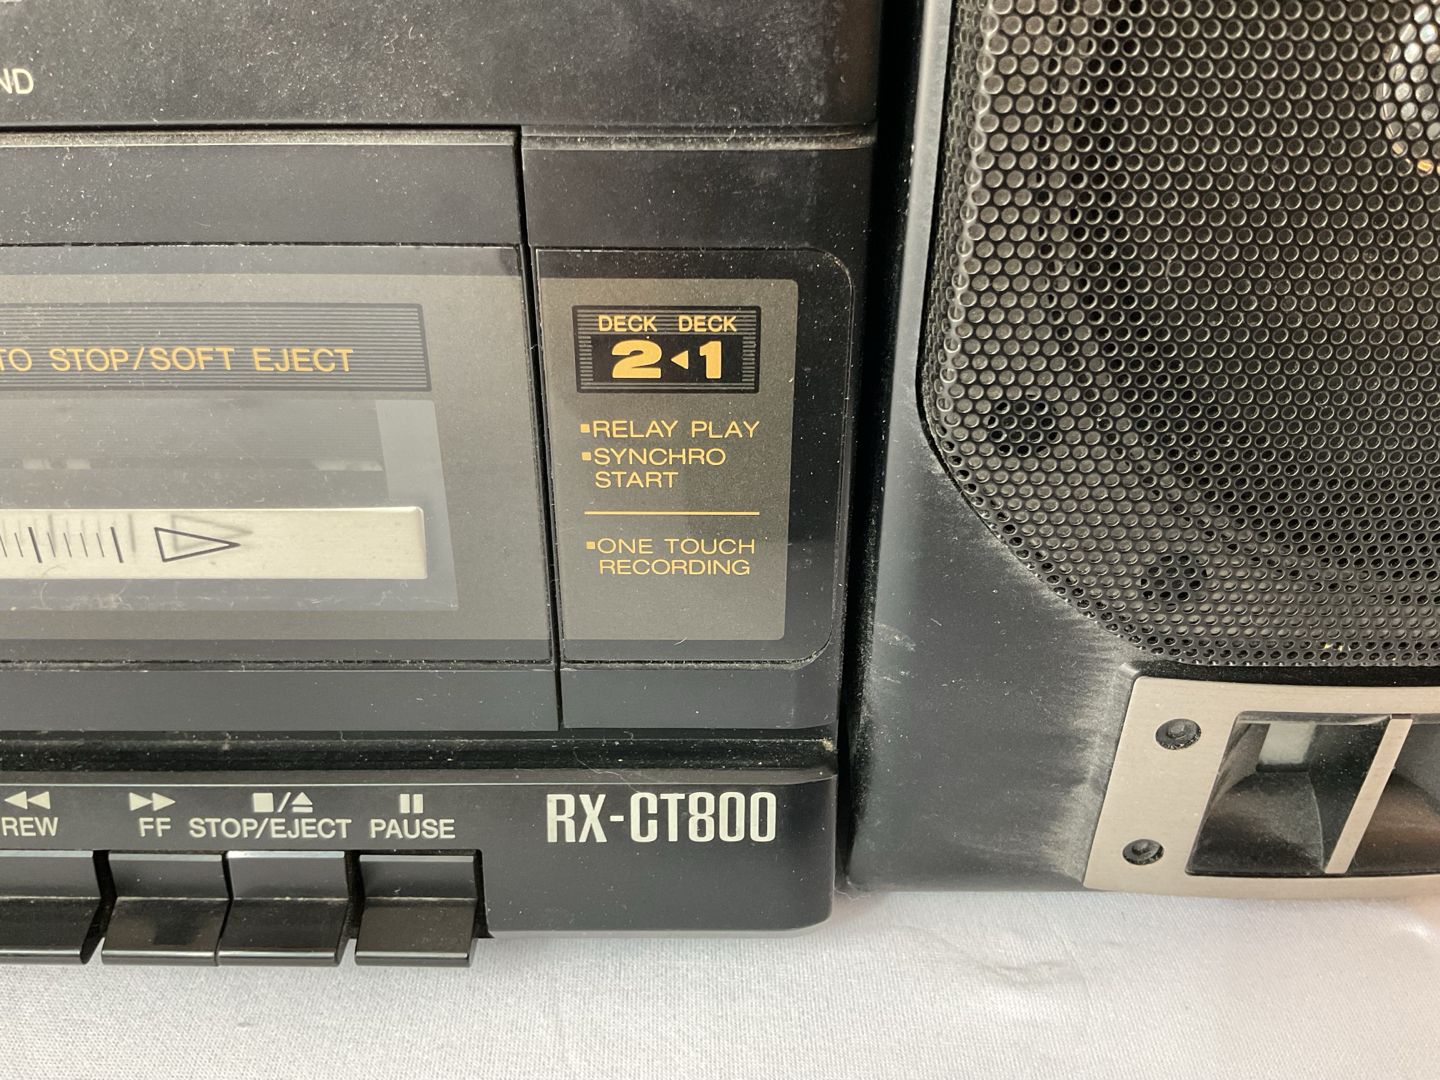 ND
TO STOP/SOFT EJECT
DECK DECK
2◂1
▪RELAY PLAY
▪SYNCHRO
START
▪ONE TOUCH
RECORDING
◀◀ ▶▶ ■/⏏ ❚❚
REW FF STOP/EJECT PAUSE
RX-CT800